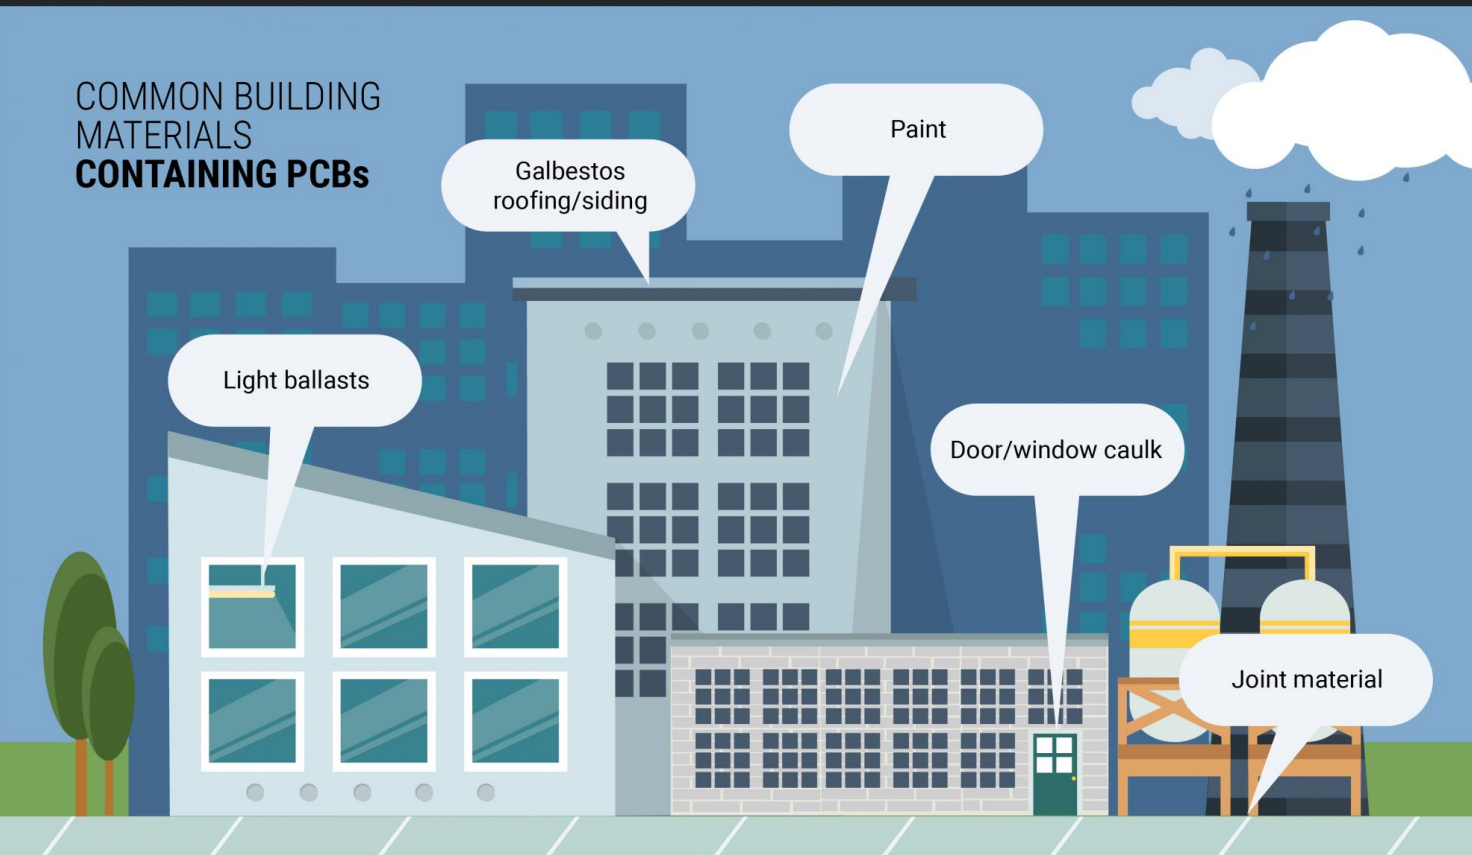 COMMON BUILDING
MATERIALS
CONTAINING PCBs
Paint
Galbestos
roofing/siding
Light ballasts
Door/window caulk
Joint material